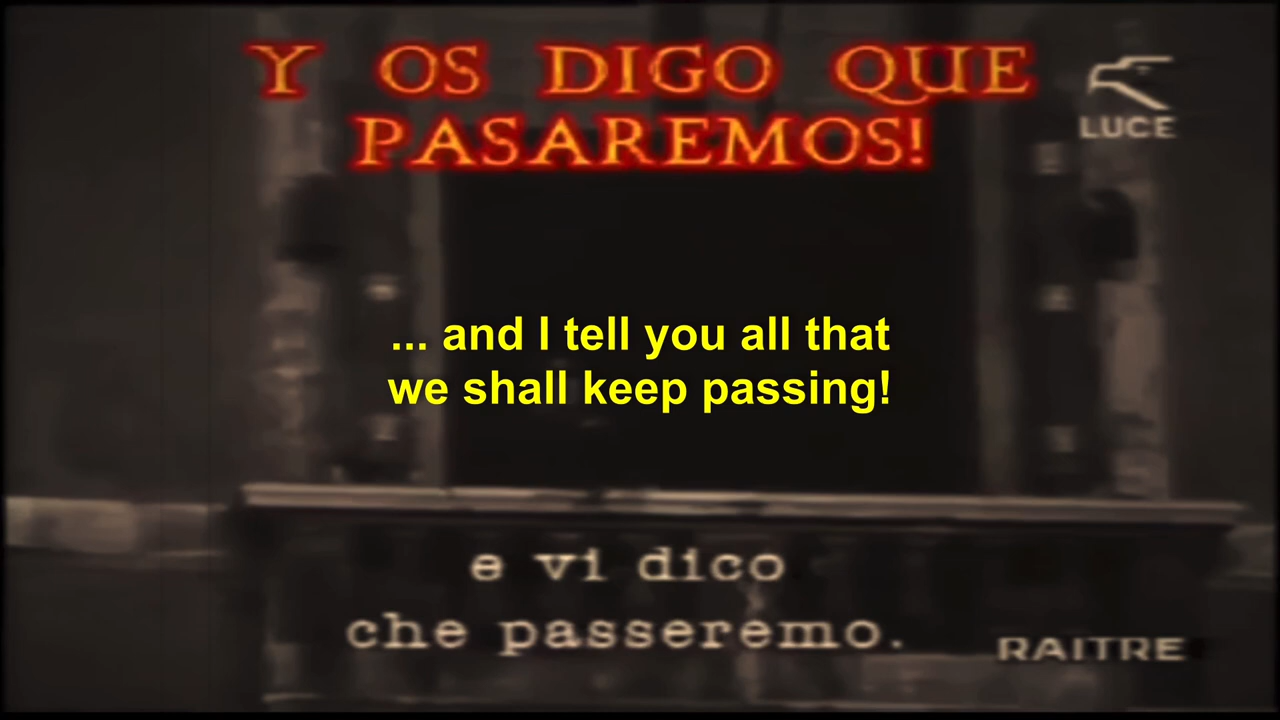 Y OS DIGO QUE
PASAREMOS!
LUCE
... and I tell you all that
we shall keep passing!
e vi dico
che passeremo.
RAITRE